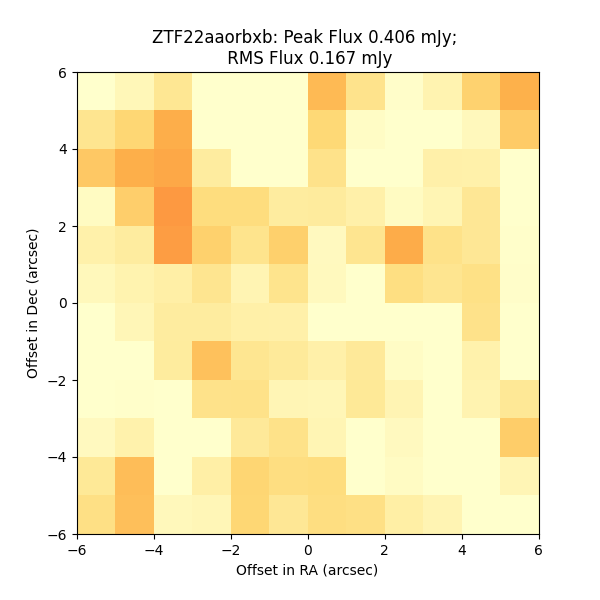 ZTF22aaorbxb: Peak Flux 0.406 mJy;
RMS Flux 0.167 mJy
6
4
2
0
−2
−4
−6
Offset in Dec (arcsec)
−6 −4 −2 0 2 4 6
Offset in RA (arcsec)